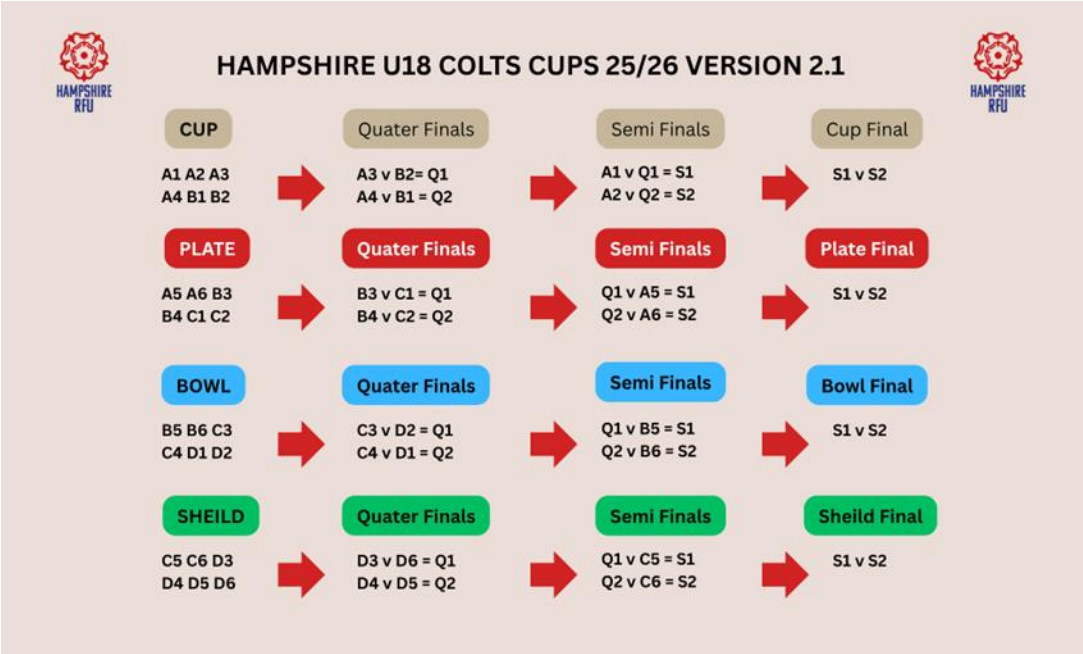 HAMPSHIRE U18 COLTS CUPS 25/26 VERSION 2.1
HAMPSHIRE
RFU
HAMPSHIRE
RFU
CUP
Quater Finals
Semi Finals
Cup Final
A1 A2 A3
A4 B1 B2
A3 v B2= Q1
A4 v B1 = Q2
A1 v Q1 = S1
A2 v Q2 = S2
S1 v S2
PLATE
Quater Finals
Semi Finals
Plate Final
A5 A6 B3
B4 C1 C2
B3 v C1 = Q1
B4 v C2 = Q2
Q1 v A5 = S1
Q2 v A6 = S2
S1 v S2
BOWL
Quater Finals
Semi Finals
Bowl Final
B5 B6 C3
C4 D1 D2
C3 v D2 = Q1
C4 v D1 = Q2
Q1 v B5 = S1
Q2 v B6 = S2
S1 v S2
SHEILD
Quater Finals
Semi Finals
Sheild Final
C5 C6 D3
D4 D5 D6
D3 v D6 = Q1
D4 v D5 = Q2
Q1 v C5 = S1
Q2 v C6 = S2
S1 v S2